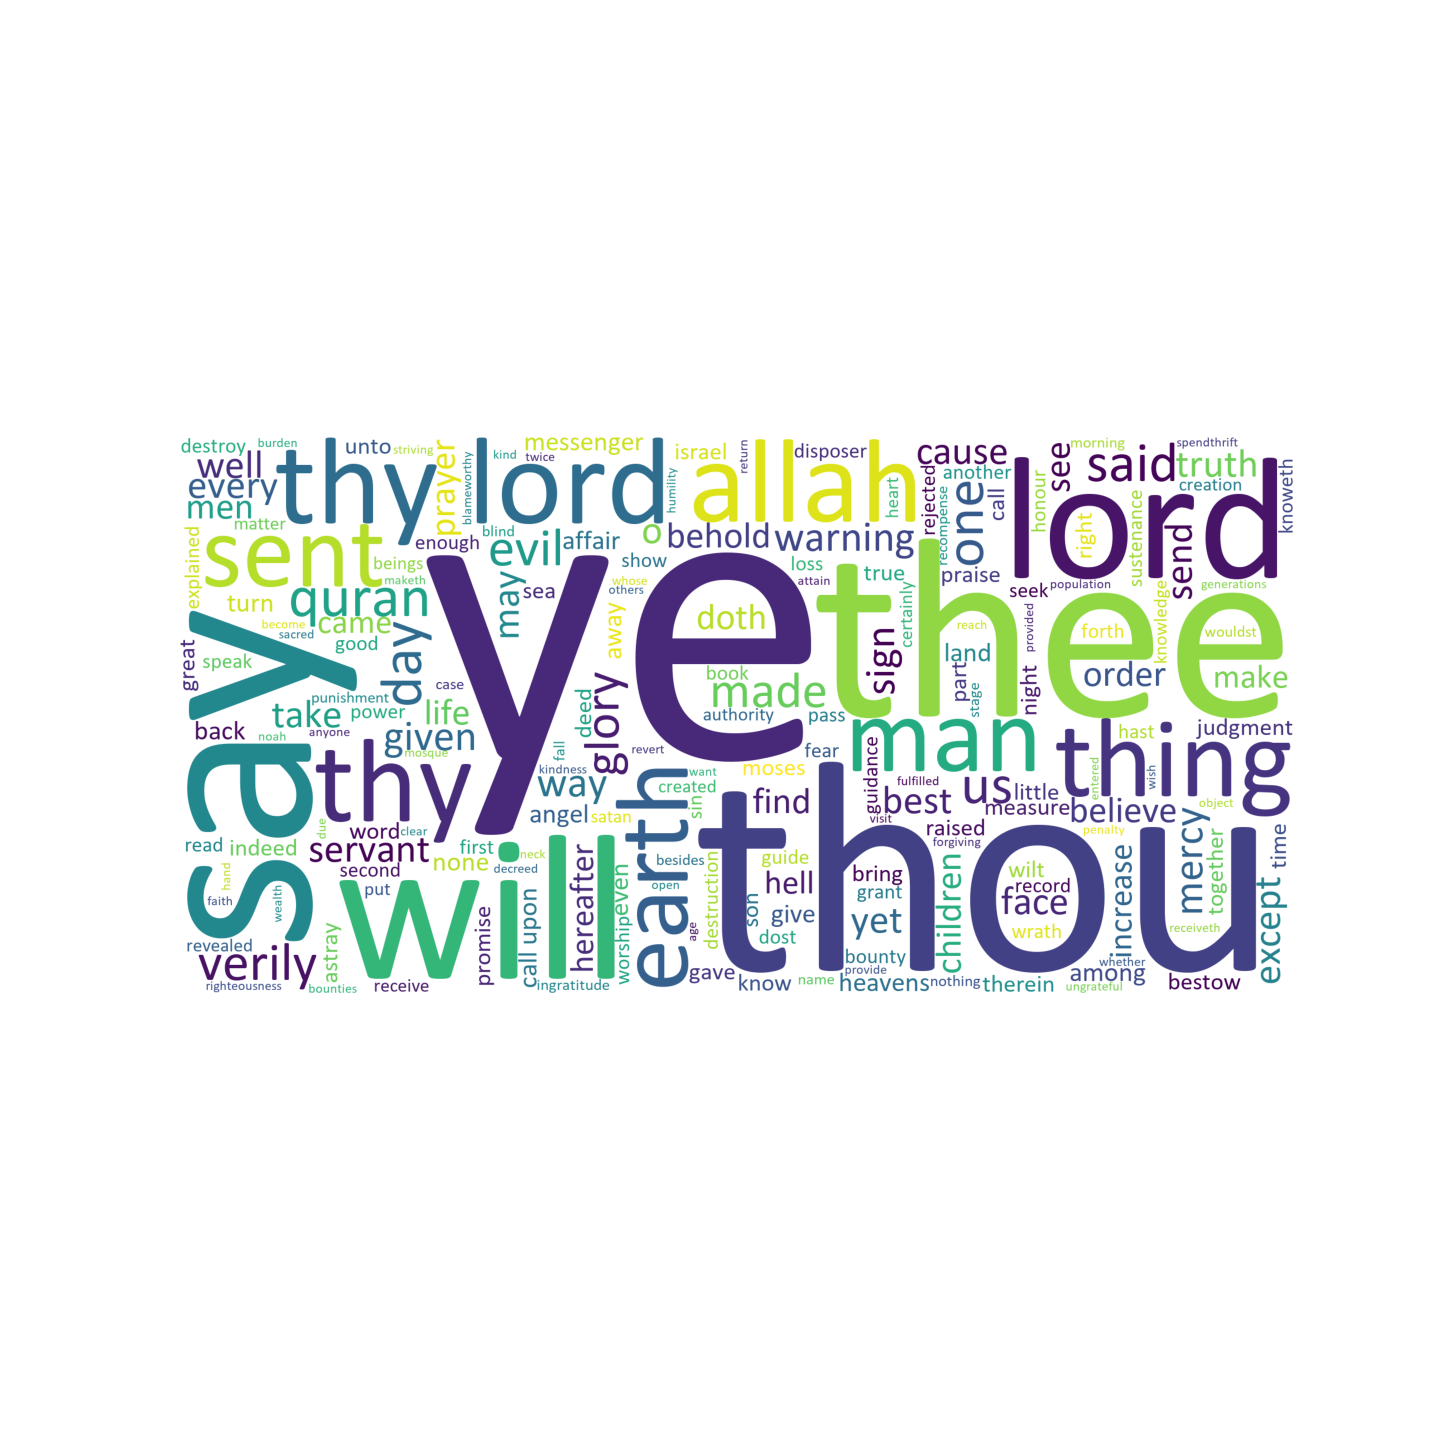 destroy
burden
unto
striving
messenger
israel
return
disposer
cause
see
morning
spendthrift
well
thy lord
kind
twice
allah
another
lord
said
truth
every
prayer
blameworthy
humility
heart
rejected
one
call
honour
creation
knoweth
men
matter
sent
enough
blind
evil
affair
o
behold
warning
recompense
right
sustenance
send
explained
beings
maketh
show
loss
attain
true
praise
seek
population
generations
turn
quran
may
sea
whose
others
ye
thee
certainly
become
sacred
came
good
day
away
doth
reach
provided
forth
knowledge
wouldst
great
speak
say
punishment
case
book
made
sign
land
part
stage
night
order
make
take
power
life
deed
glory
authority
pass
man
back
noah
anyone
given
mosque
fall
revert
fear
thing
hast
judgment
thy
kindness
way
earth
want
created
sin
moses
guidance
fulfilled
best
us
little
entered
wish
angel
satan
find
visit
measure
believe
object
read
indeed
due
word
clear
servant
first
neck
none
second
decreed
thou
raised
forgiving
penalty
mercy
time
hand
faith
wealth
put
will
hereafter
worship
even
besides
open
age
destruction
guide
son
hell
bring
grant
children
wilt
record
face
increase
together
except
revealed
astray
promise
call upon
give
dost
yet
wrath
receiveth
verily
righteousness
bounties
receive
ingratitude
gave
know
name
bounty
provide
heavens
nothing
therein
among
whether
ungrateful
bestow